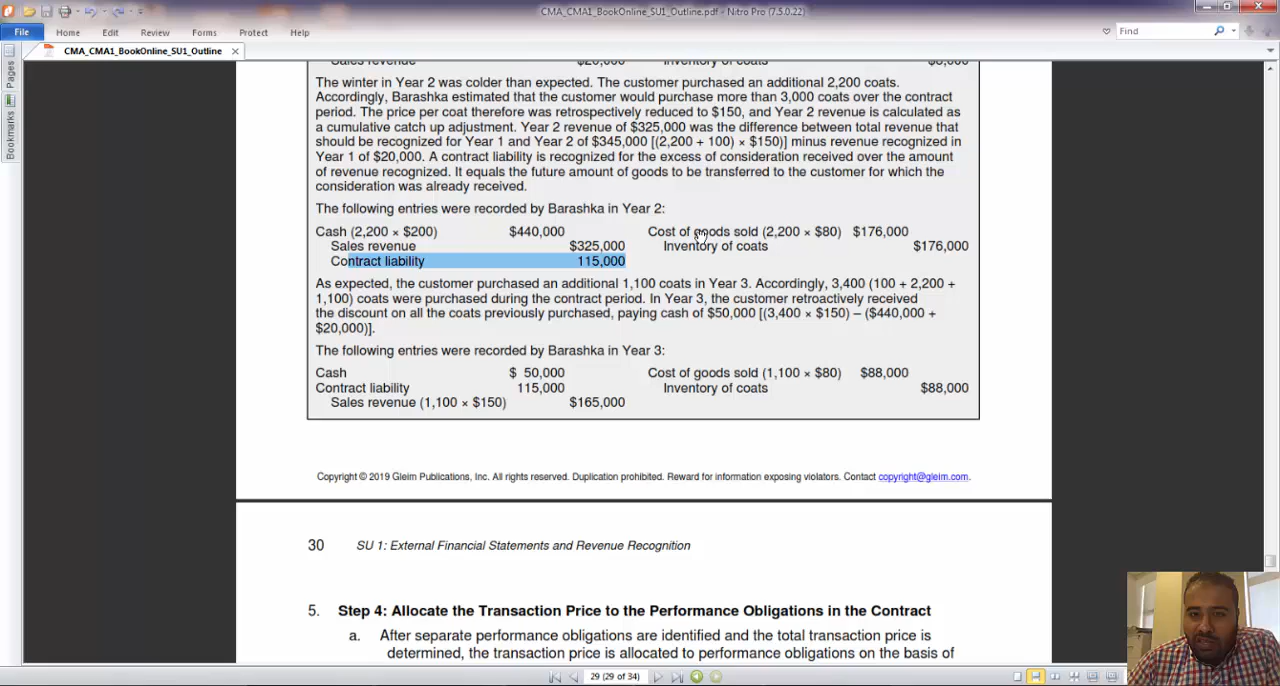 CMA_CMA1_BookOnline_SU1_Outline.pdf - Nitro Pro (7.5.0.22)
File Home Edit Review Forms Protect Help
Find
CMA_CMA1_BookOnline_SU1_Outline
Pages
Bookmarks
The winter in Year 2 was colder than expected. The customer purchased an additional 2,200 coats.
Accordingly, Barashka estimated that the customer would purchase more than 3,000 coats over the contract
period. The price per coat therefore was retrospectively reduced to $150, and Year 2 revenue is calculated as
a cumulative catch up adjustment. Year 2 revenue of $325,000 was the difference between total revenue that
should be recognized for Year 1 and Year 2 of $345,000 [(2,200 + 100) × $150)] minus revenue recognized in
Year 1 of $20,000. A contract liability is recognized for the excess of consideration received over the amount
of revenue recognized. It equals the future amount of goods to be transferred to the customer for which the
consideration was already received.
The following entries were recorded by Barashka in Year 2:
Cash (2,200 × $200) $440,000 Cost of goods sold (2,200 × $80) $176,000
Sales revenue $325,000 Inventory of coats $176,000
Contract liability 115,000
As expected, the customer purchased an additional 1,100 coats in Year 3. Accordingly, 3,400 (100 + 2,200 +
1,100) coats were purchased during the contract period. In Year 3, the customer retroactively received
the discount on all the coats previously purchased, paying cash of $50,000 [(3,400 × $150) – ($440,000 +
$20,000)].
The following entries were recorded by Barashka in Year 3:
Cash $ 50,000 Cost of goods sold (1,100 × $80) $88,000
Contract liability 115,000 Inventory of coats $88,000
Sales revenue (1,100 × $150) $165,000
Copyright © 2019 Gleim Publications, Inc. All rights reserved. Duplication prohibited. Reward for information exposing violators. Contact copyright@gleim.com.
30 SU 1: External Financial Statements and Revenue Recognition
5. Step 4: Allocate the Transaction Price to the Performance Obligations in the Contract
a. After separate performance obligations are identified and the total transaction price is
determined, the transaction price is allocated to performance obligations on the basis of
29 (29 of 34)